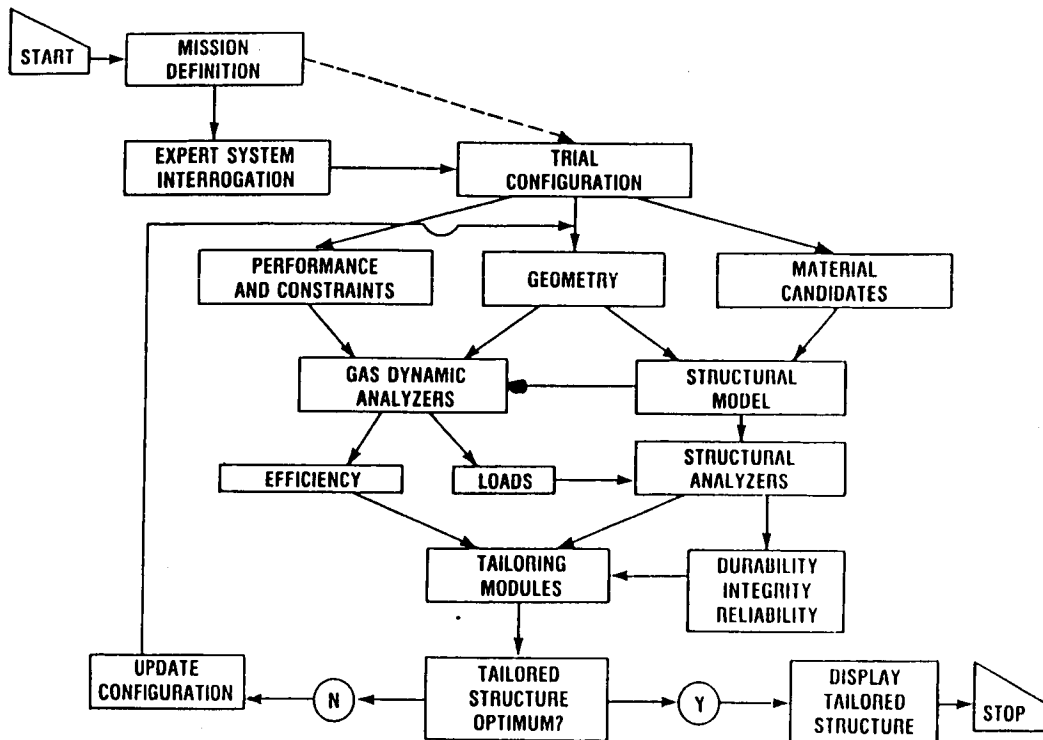 START
MISSION
DEFINITION
EXPERT SYSTEM
INTERROGATION
TRIAL
CONFIGURATION
PERFORMANCE
AND CONSTRAINTS
GEOMETRY
MATERIAL
CANDIDATES
GAS DYNAMIC
ANALYZERS
STRUCTURAL
MODEL
EFFICIENCY
LOADS
STRUCTURAL
ANALYZERS
TAILORING
MODULES
DURABILITY
INTEGRITY
RELIABILITY
UPDATE
CONFIGURATION
N
TAILORED
STRUCTURE
OPTIMUM?
Y
DISPLAY
TAILORED
STRUCTURE
STOP